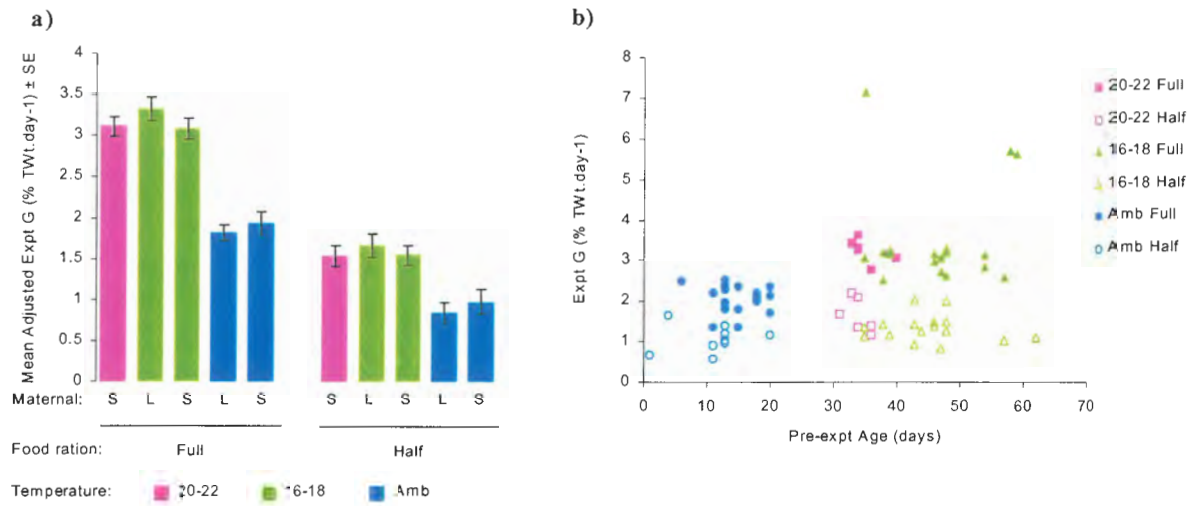 a)
Mean Adjusted Expt G (% TWt.day-1) ± SE
4
3.5
3
2.5
2
1.5
1
0.5
0
Maternal: S L S L S S L S L S
Food ration: Full Half
Temperature: 20-22 16-18 Amb
b)
Expt G (% TWt.day-1)
8
7
6
5
4
3
2
1
0
0 10 20 30 40 50 60 70
Pre-expt Age (days)
20-22 Full
20-22 Half
16-18 Full
16-18 Half
Amb Full
Amb Half